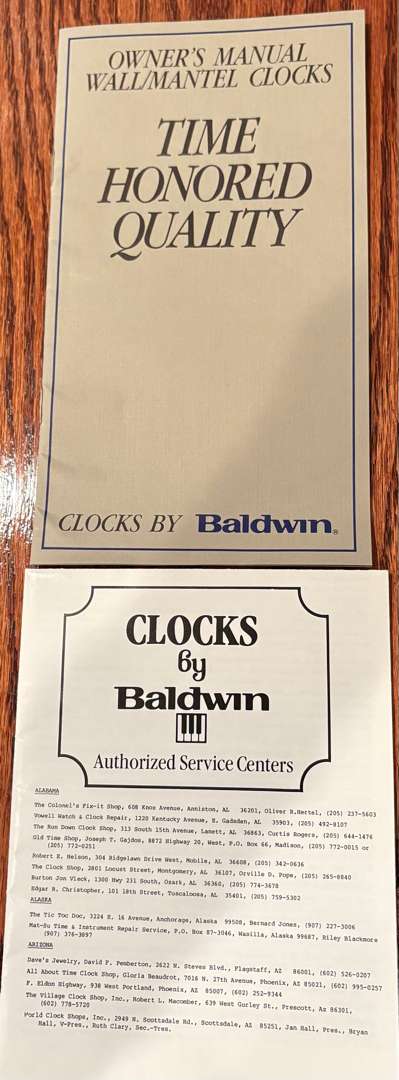 OWNER'S MANUAL
WALL/MANTEL CLOCKS
TIME
HONORED
QUALITY
CLOCKS BY Baldwin®
CLOCKS
by
Baldwin
Authorized Service Centers
ALABAMA
The Colonel's Fix-it Shop, 608 Knox Avenue, Anniston, AL 36201, Oliver R.Hertel, (205) 237-5603
Vowell Watch & Clock Repair, 1220 Kentucky Avenue, E. Gadsden, AL 35903, (205) 492-9107
The Run Down Clock Shop, 313 South 15th Avenue, Lanett, AL 36863, Curtis Rogers, (205) 644-1476
Old Time Shop, Joseph T. Gajdos, 8872 Highway 20, West, P.O. Box 66, Madison, (205) 772-0015 or
(205) 772-0251
Robert E. Nelson, 304 Ridgelawn Drive West, Mobile, AL 36608, (205) 342-0636
The Clock Shop, 2801 Locust Street, Montgomery, AL 36107, Orville D. Pope, (205) 265-8840
Burton Jon Vleck, 1300 Hwy 231 South, Ozark, AL 36360, (205) 774-3678
Edgar R. Christopher, 101 18th Street, Toscaloosa, AL 35401, (205) 759-5302
ALASKA
The Tic Toc Doc, 3224 E. 16 Avenue, Anchorage, Alaska 99508, Bernard Jones, (907) 227-3006
Mat-Su Time & Instrument Repair Service, P.O. Box 87-3046, Wasilla, Alaska 99687, Riley Blackmore
(907) 376-3097
ARIZONA
Dave's Jewelry, David F. Pemberton, 2622 N. Steves Blvd., Flagstaff, AZ 86001, (602) 526-0207
All About Time Clock Shop, Gloria Beaudrot, 7016 N. 27th Avenue, Phoenix, AZ 85021, (602) 995-0257
F. Eldon Highway, 938 West Portland, Phoenix, AZ 85007, (602) 252-9344
The Village Clock Shop, Inc., Robert L. Macomber, 639 West Gurley St., Prescott, Az 86301,
(602) 778-5720
World Clock Shops, Inc., 2949 N. Scottsdale Rd., Scottsdale, AZ 85251, Jan Hall, Pres., Bryan
Hall, V-Pres., Ruth Clary, Sec.-Tres.